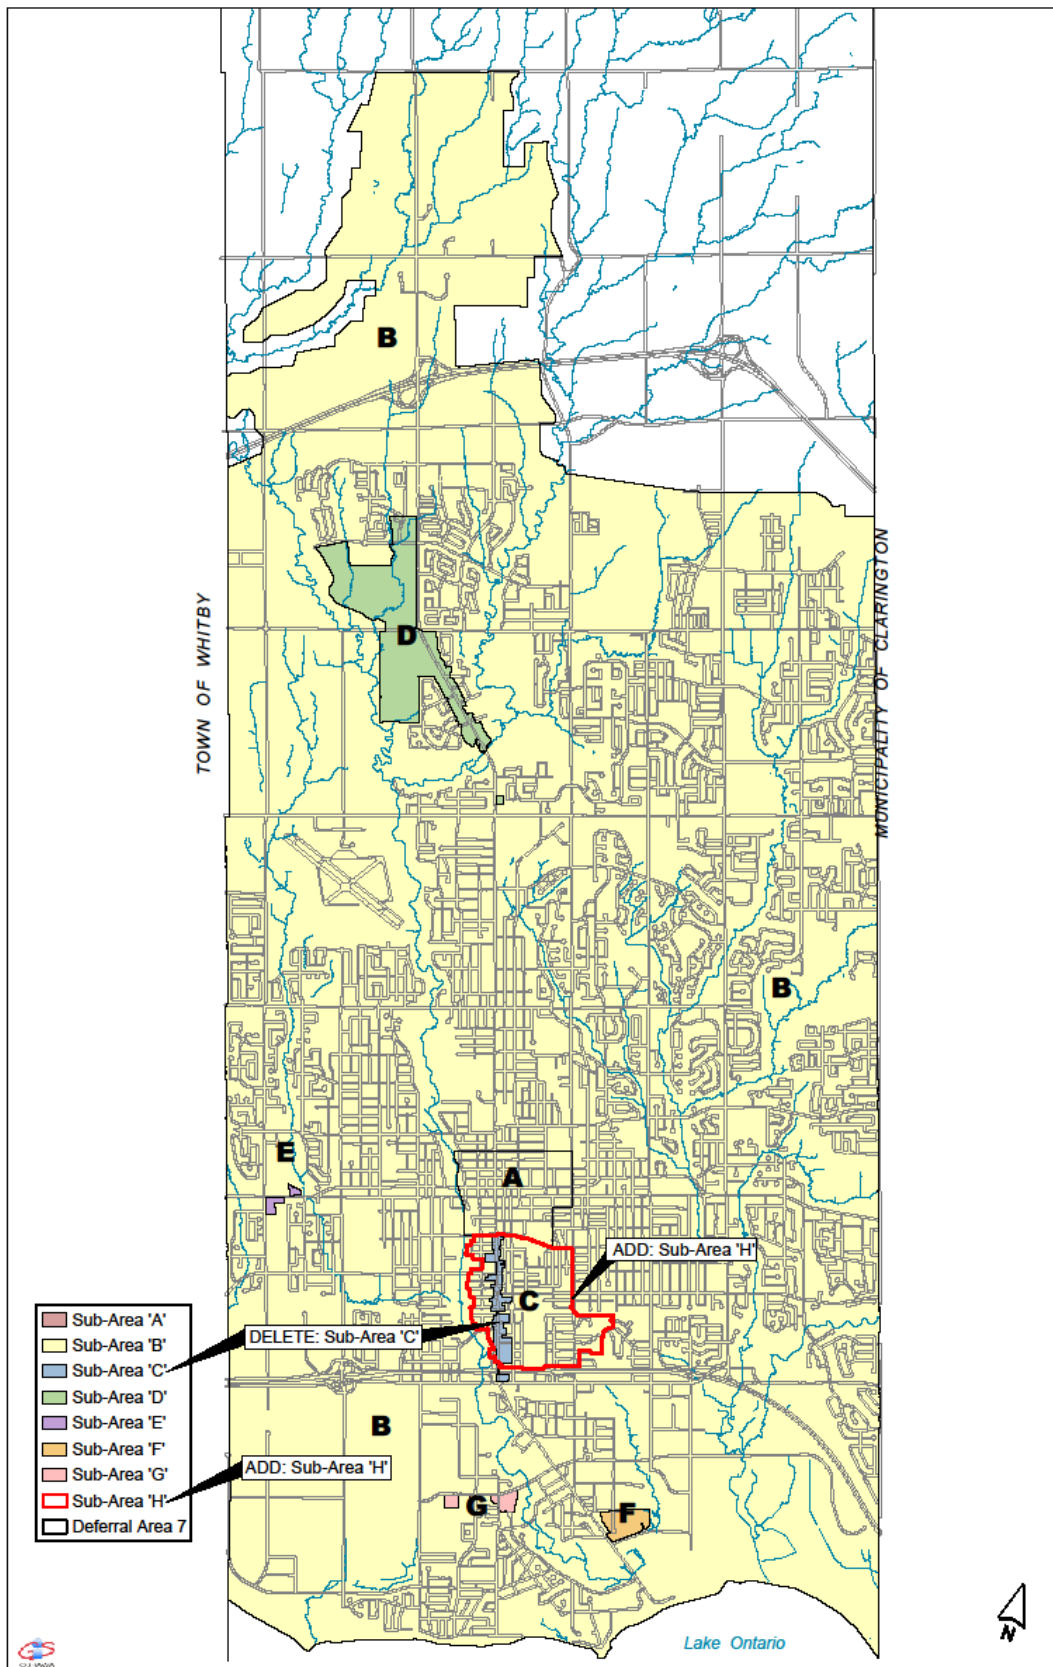 B
TOWN OF WHITBY
MUNICIPALITY OF CLARINGTON
D
B
E
A
ADD: Sub-Area 'H'
C
DELETE: Sub-Area 'C'
Sub-Area 'A'
Sub-Area 'B'
Sub-Area 'C'
Sub-Area 'D'
Sub-Area 'E'
Sub-Area 'F'
Sub-Area 'G'
Sub-Area 'H'
Deferral Area 7
B
ADD: Sub-Area 'H'
G
F
Lake Ontario
N